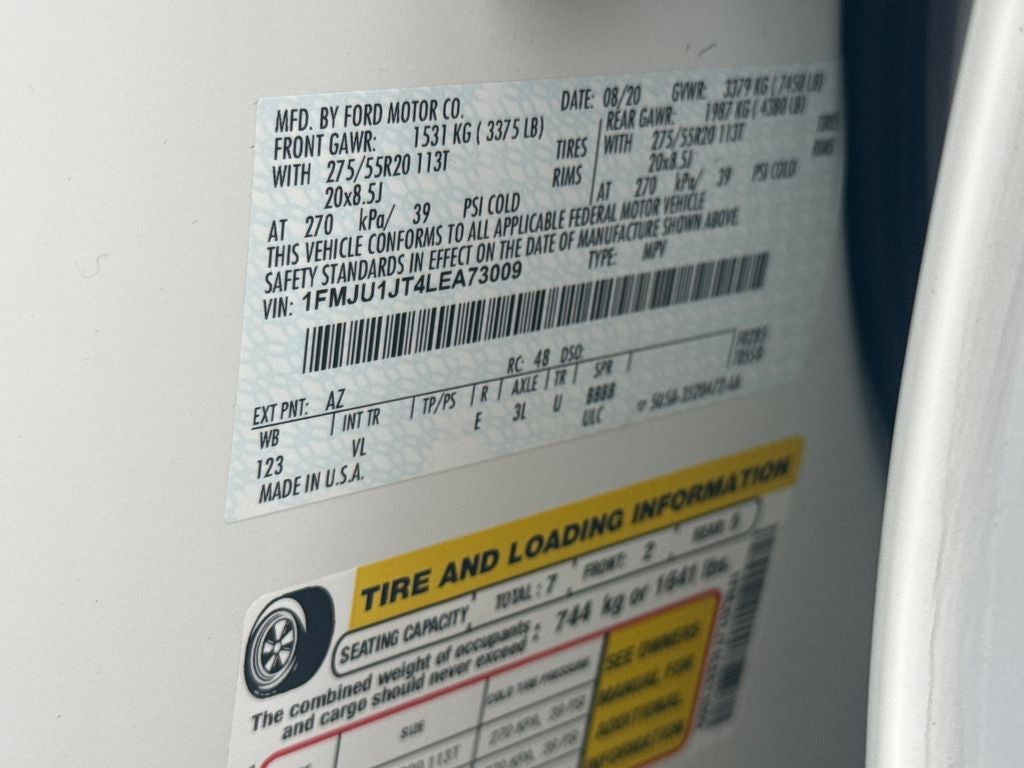 MFD. BY FORD MOTOR CO. DATE: 08/20 GVWR: 3379 KG ( 7450 LB)
FRONT GAWR: 1531 KG ( 3375 LB) REAR GAWR: 1987 KG ( 4380 LB)
WITH 275/55R20 113T TIRES WITH 275/55R20 113T
20x8.5J RIMS 20x8.5J
AT 270 kPa/ 39 PSI COLD AT 270 kPa/ 39 PSI COLD
THIS VEHICLE CONFORMS TO ALL APPLICABLE FEDERAL MOTOR VEHICLE
SAFETY STANDARDS IN EFFECT ON THE DATE OF MANUFACTURE SHOWN ABOVE
VIN: 1FMJU1JT4LEA73009 TYPE: MPV
EXT PNT: AZ RC: 48 DSO:
WB INT TR TP/PS R AXLE TR SPR
123 VL E 3L U
MADE IN U.S.A. ULC
TIRE AND LOADING INFORMATION
SEATING CAPACITY TOTAL: 7 FRONT: 2 REAR: 5
The combined weight of occupants and cargo should never exceed : 744 kg or 1641 lbs.
SIZE COLD TIRE PRESSURE
SEE OWNERS
MANUAL FOR
ADDITIONAL
INFORMATION